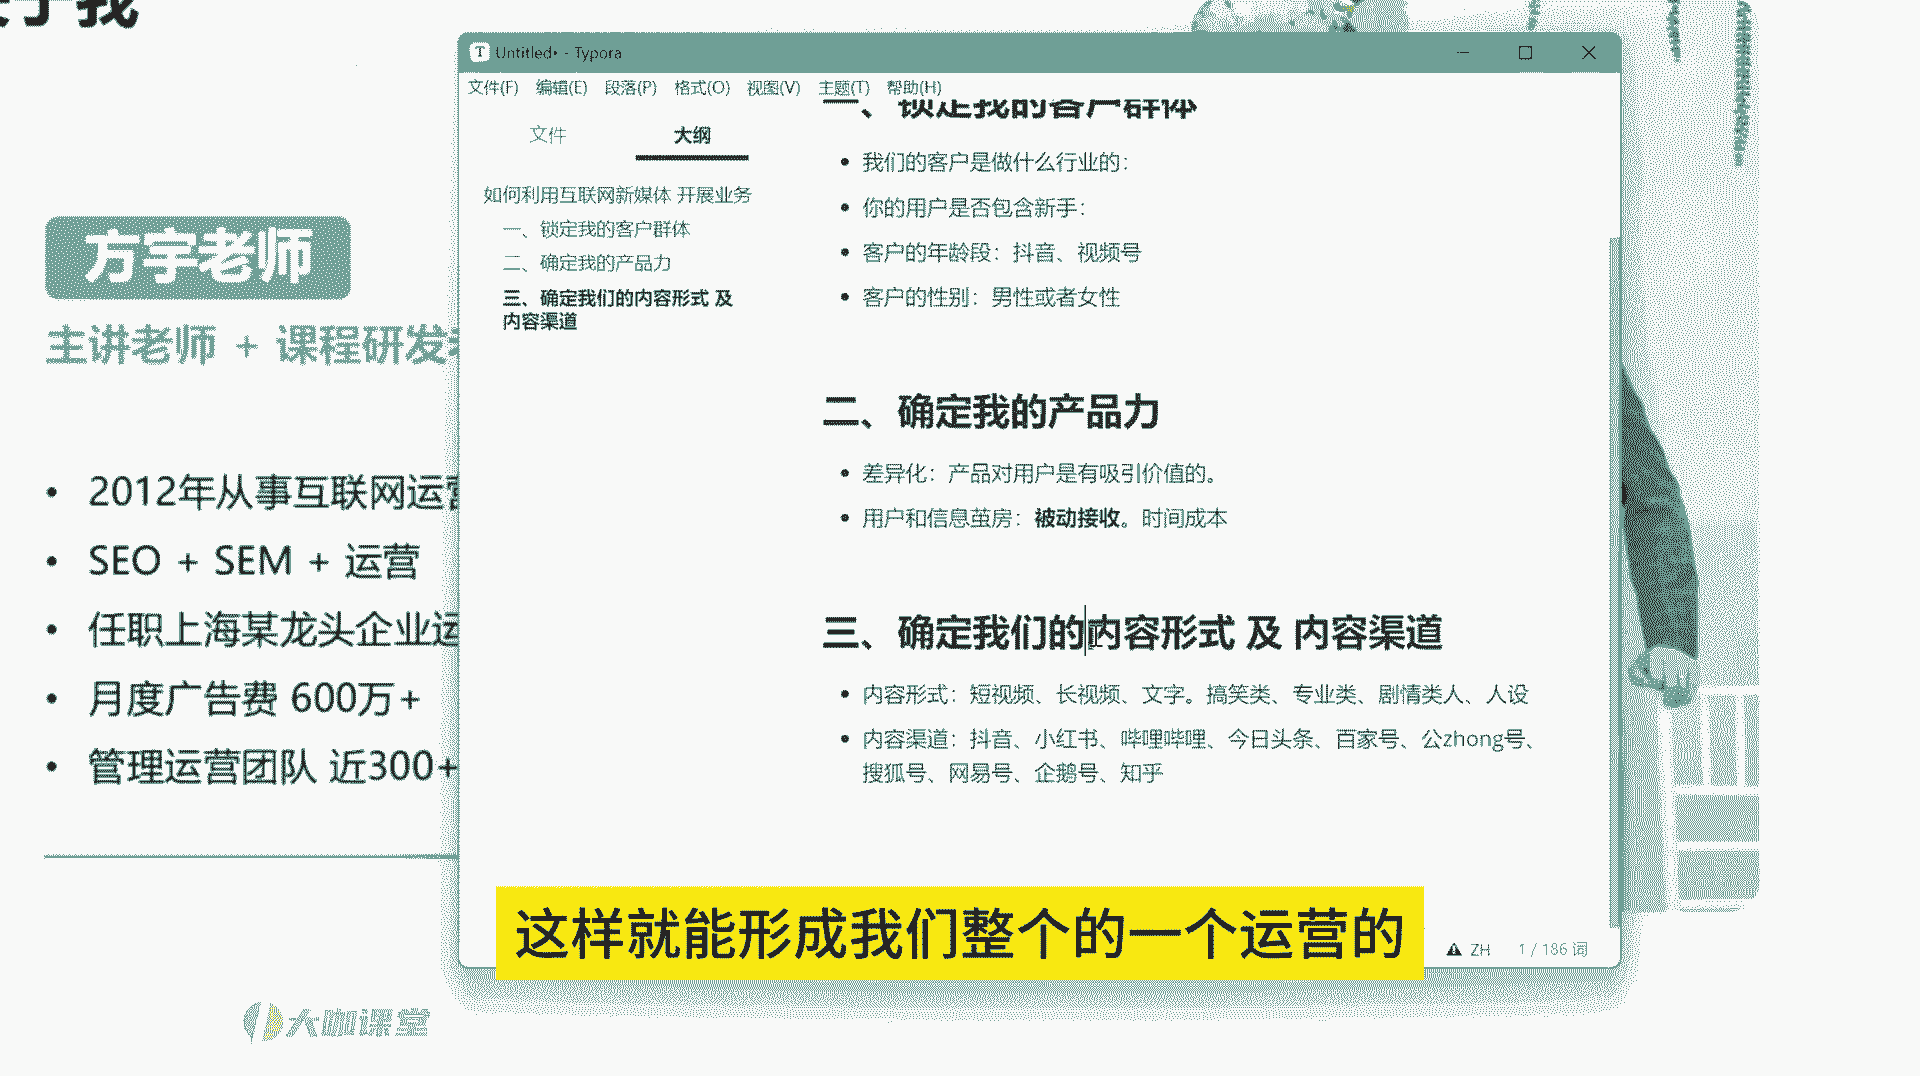 于我
方宇老师
主讲老师 + 课程研发
2012年从事互联网运营
SEO + SEM + 运营
任职上海某龙头企业运
月度广告费 600万+
管理运营团队 近300+
大咖课堂
Untitled• - Typora
文件(F) 编辑(E) 段落(P) 格式(O) 视图(V) 主题(T) 帮助(H)
文件 大纲
如何利用互联网新媒体 开展业务
一、锁定我的客户群体
二、确定我的产品力
三、确定我们的内容形式 及
内容渠道
一、锁定我的客户群体
我们的客户是做什么行业的：
你的用户是否包含新手：
客户的年龄段：抖音、视频号
客户的性别：男性或者女性
二、确定我的产品力
差异化：产品对用户是有吸引价值的。
用户和信息茧房：被动接收。时间成本
三、确定我们的内容形式 及 内容渠道
内容形式：短视频、长视频、文字。搞笑类、专业类、剧情类人、人设
内容渠道：抖音、小红书、哔哩哔哩、今日头条、百家号、公zhong号、
搜狐号、网易号、企鹅号、知乎
ZH 1 / 186 词
这样就能形成我们整个的一个运营的